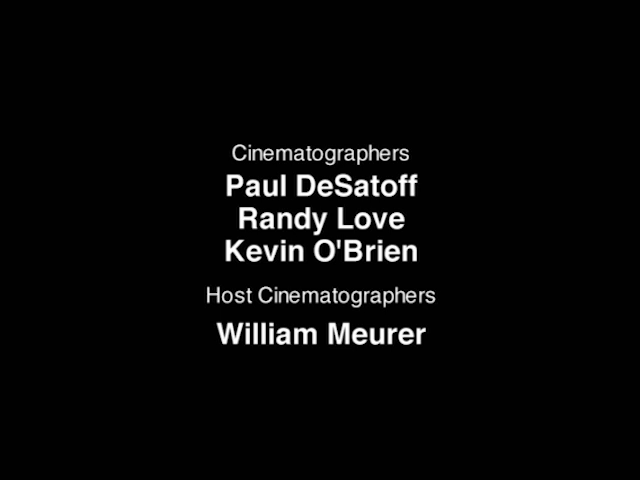 Cinematographers
Paul DeSatoff
Randy Love
Kevin O'Brien
Host Cinematographers
William Meurer